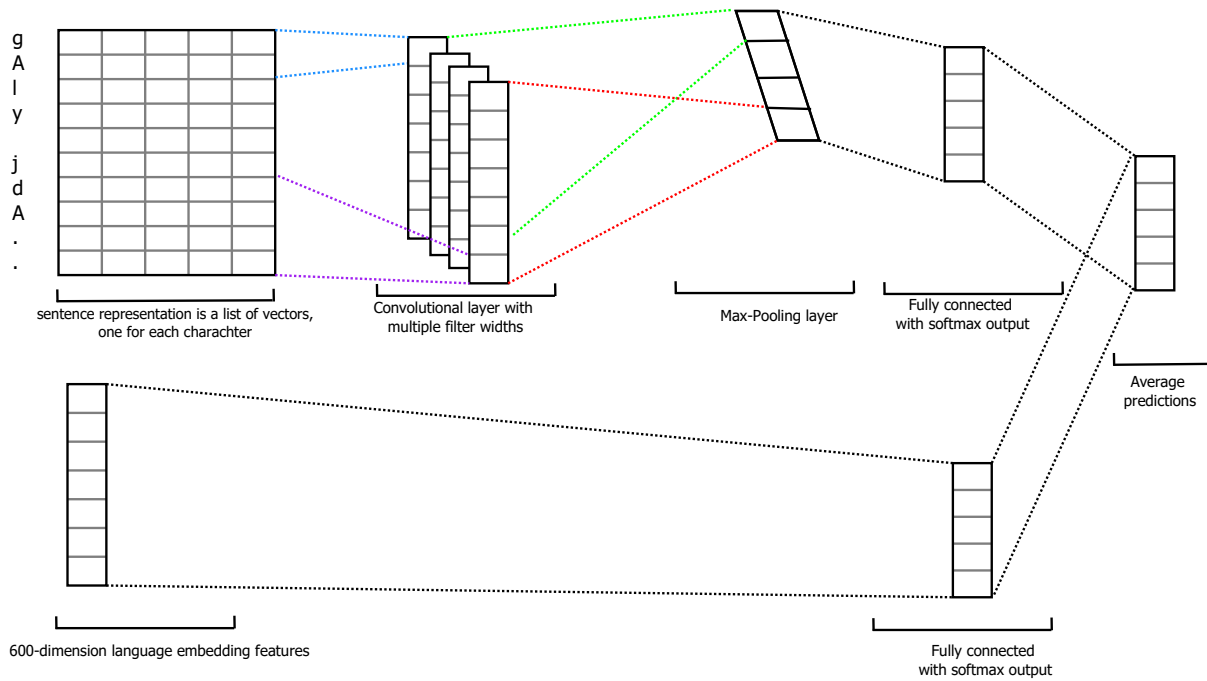 g
A
l
y
j
d
A
.
.
sentence representation is a list of vectors,
one for each charachter
Convolutional layer with
multiple filter widths
Max-Pooling layer
Fully connected
with softmax output
Average
predictions
600-dimension language embedding features
Fully connected
with softmax output